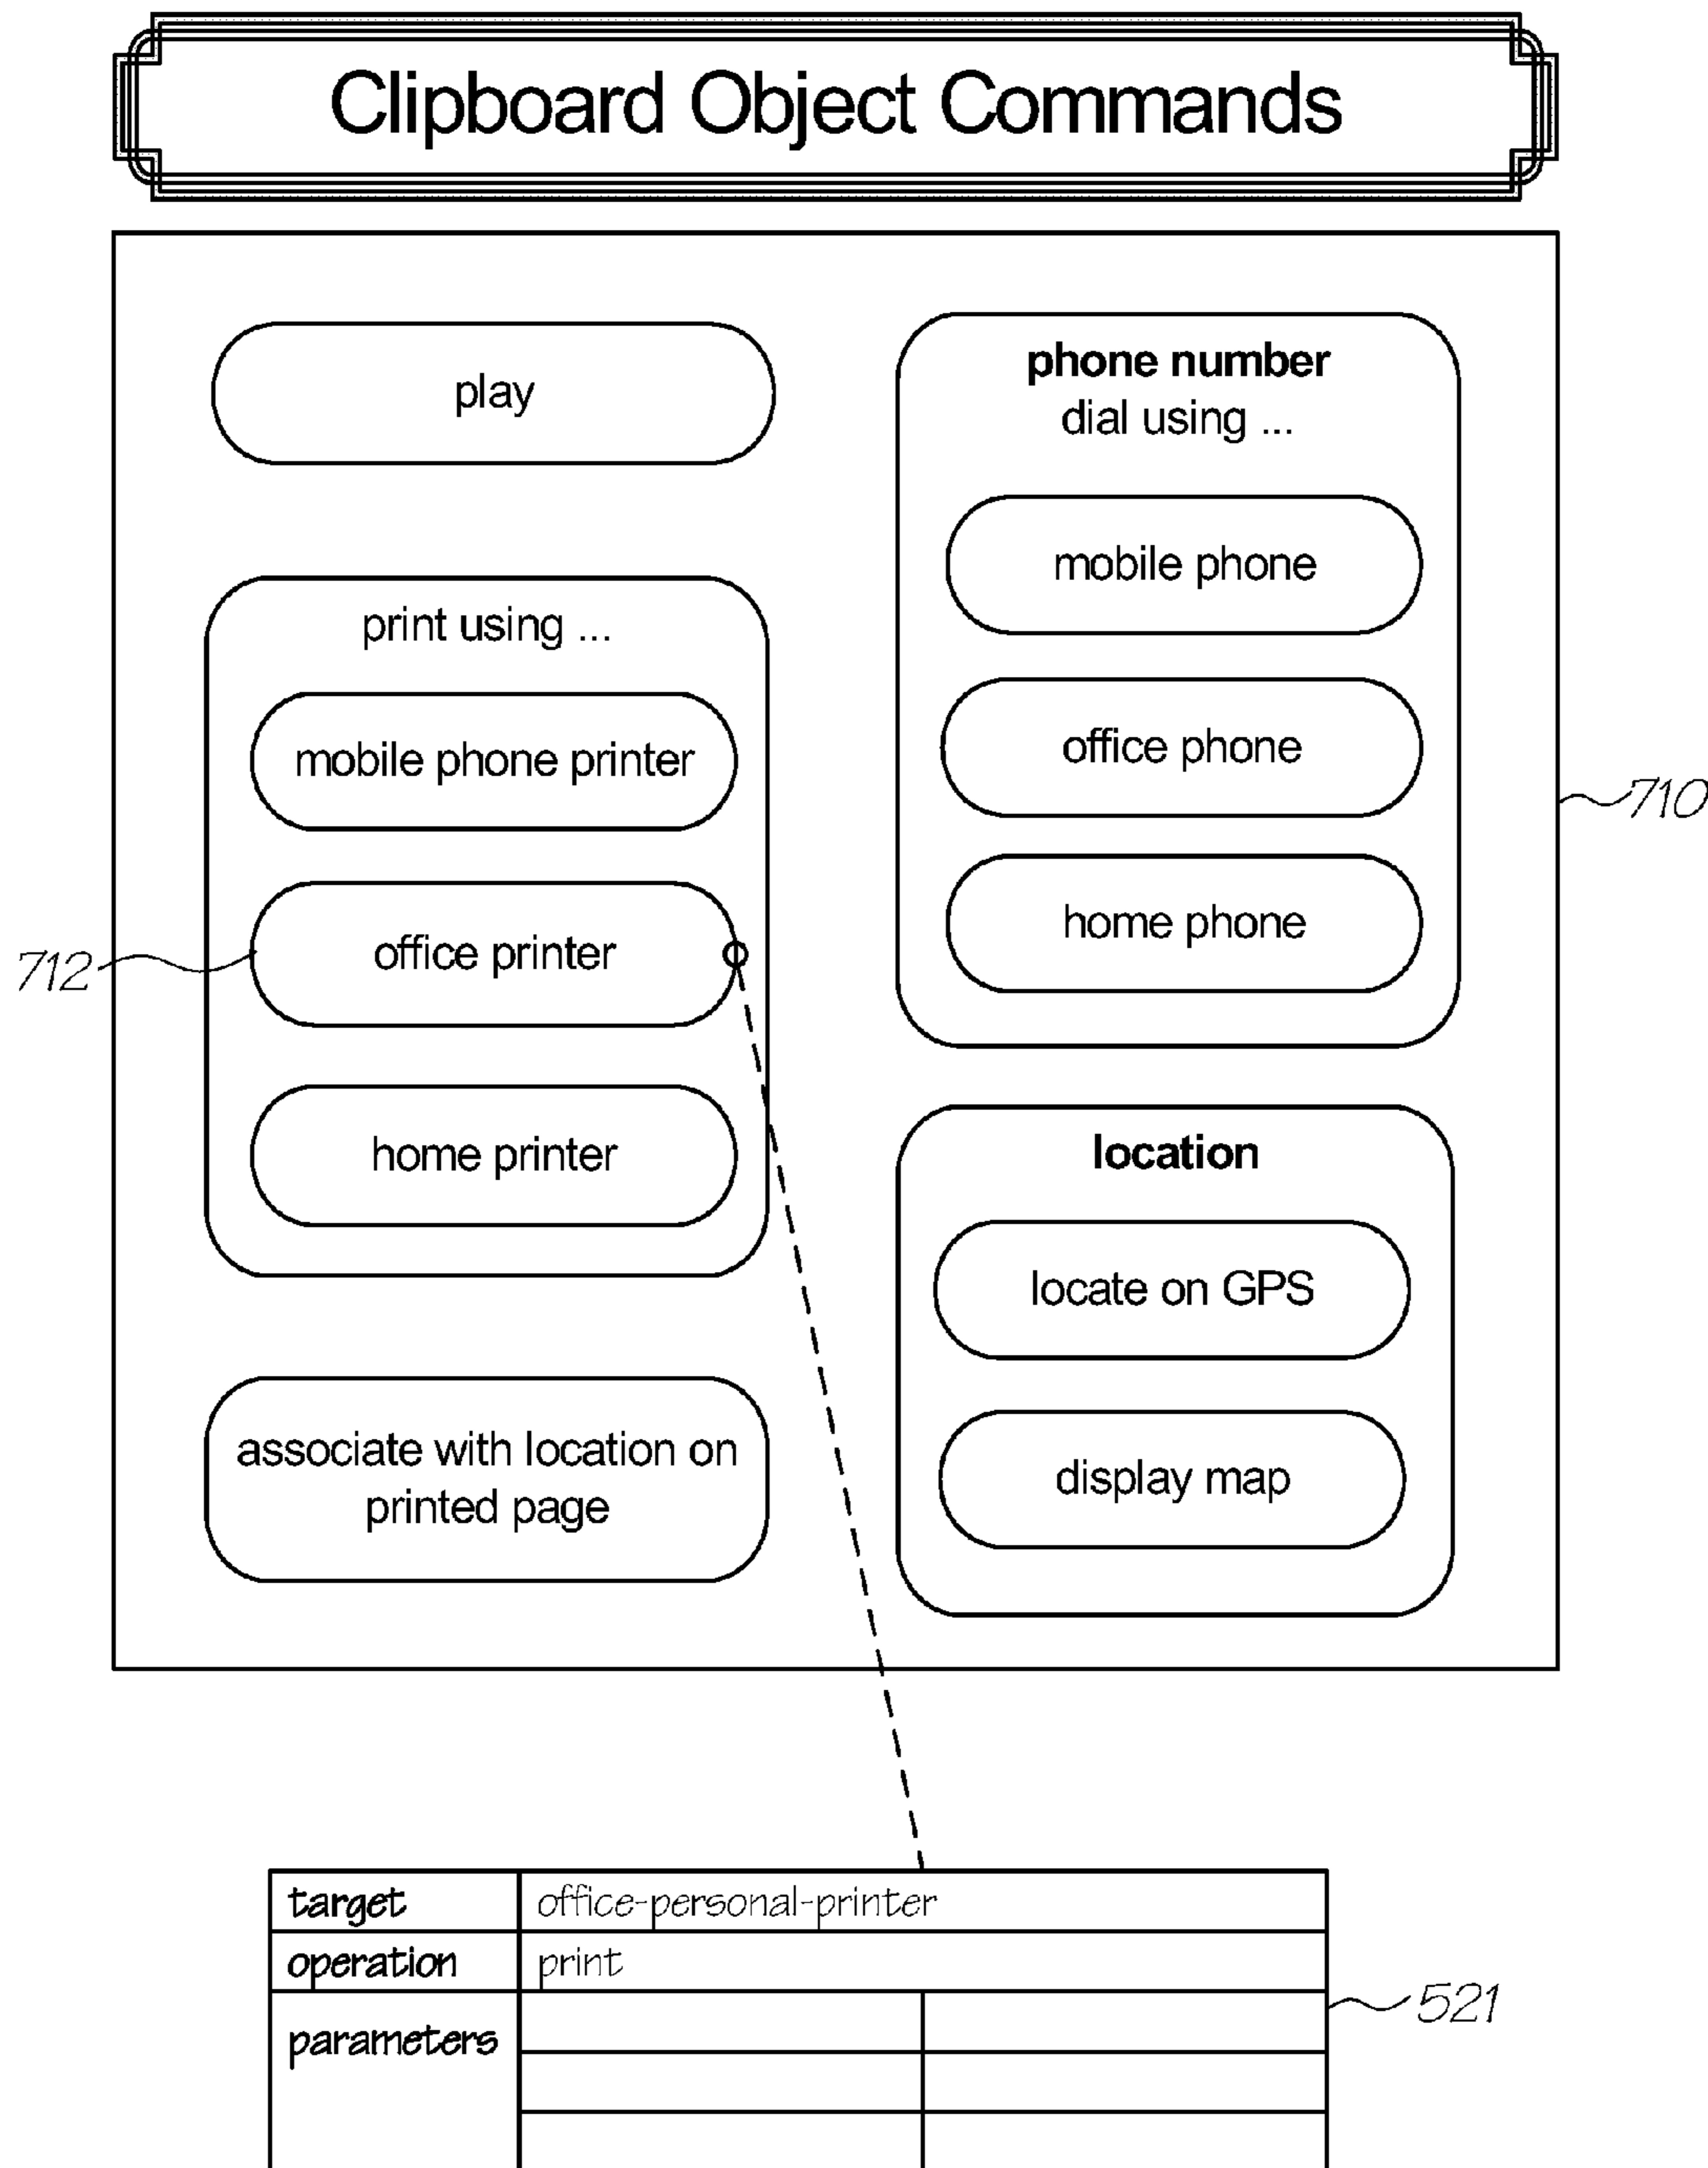 Clipboard Object Commands
play
print using ...
mobile phone printer
712
office printer
home printer
associate with location on
printed page
phone number
dial using ...
mobile phone
office phone
home phone
710
location
locate on GPS
display map
target office-personal-printer
operation print
parameters
521